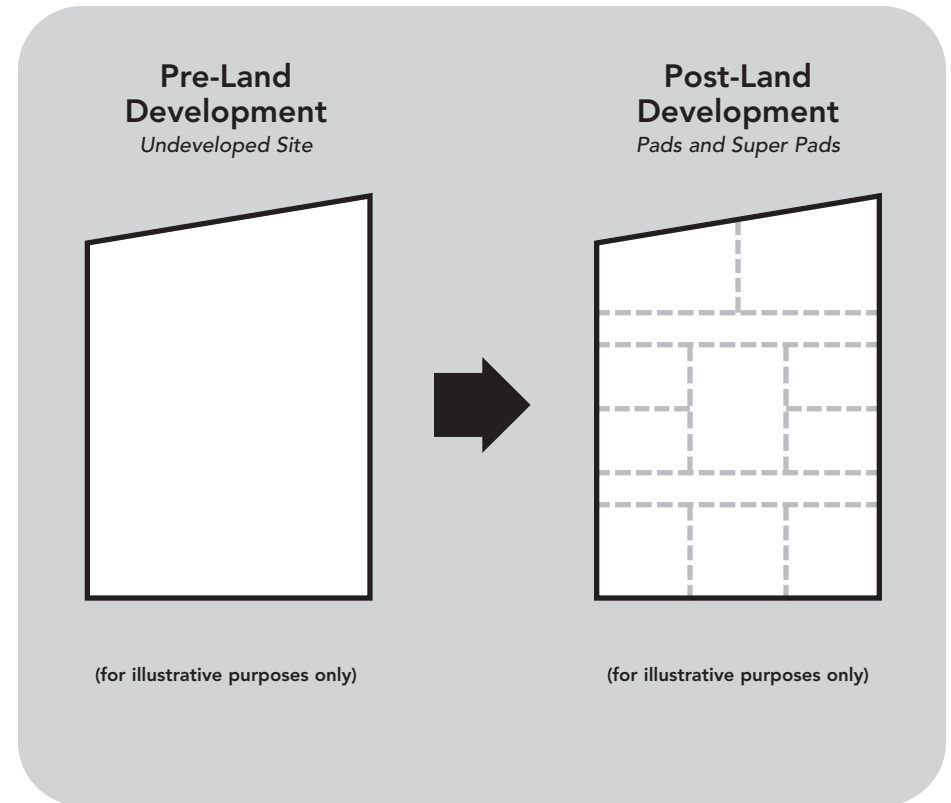 Pre-Land
Development
Undeveloped Site
Post-Land
Development
Pads and Super Pads
(for illustrative purposes only)
(for illustrative purposes only)